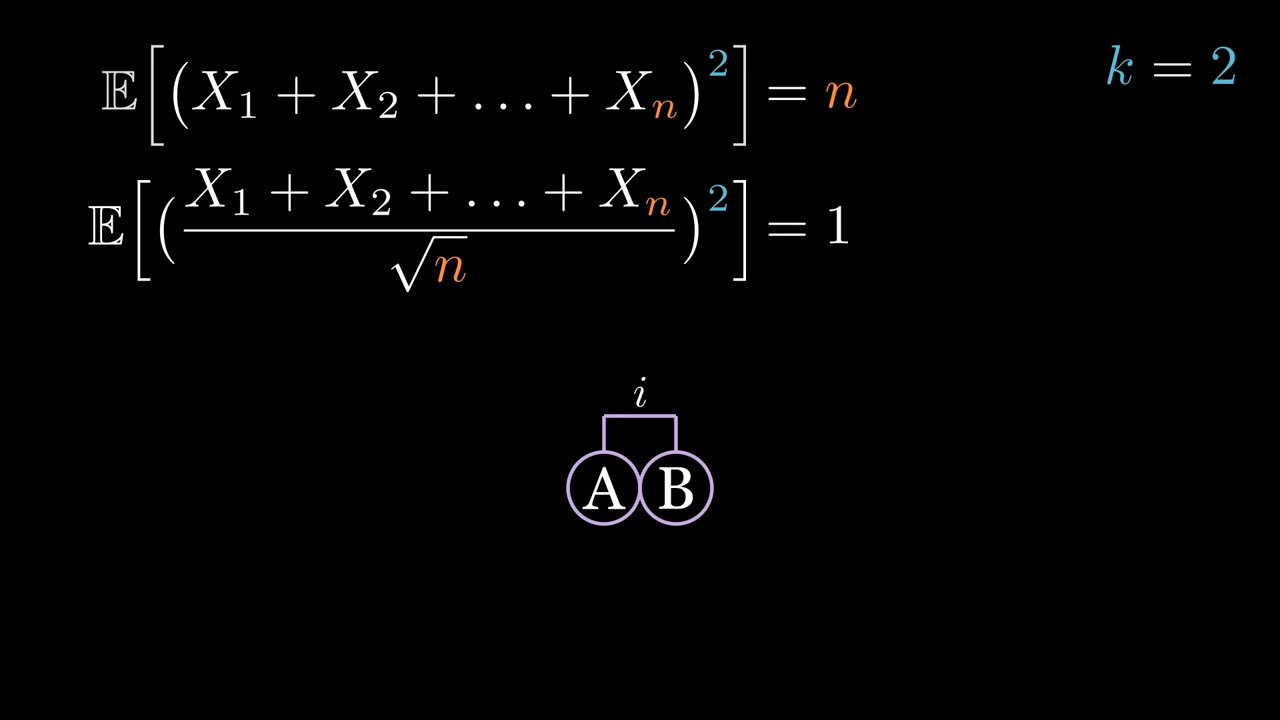 𝔼[(X₁ + X₂ + … + Xₙ)²] = n
k = 2
𝔼[((X₁ + X₂ + … + Xₙ)/√n)²] = 1
i
A B